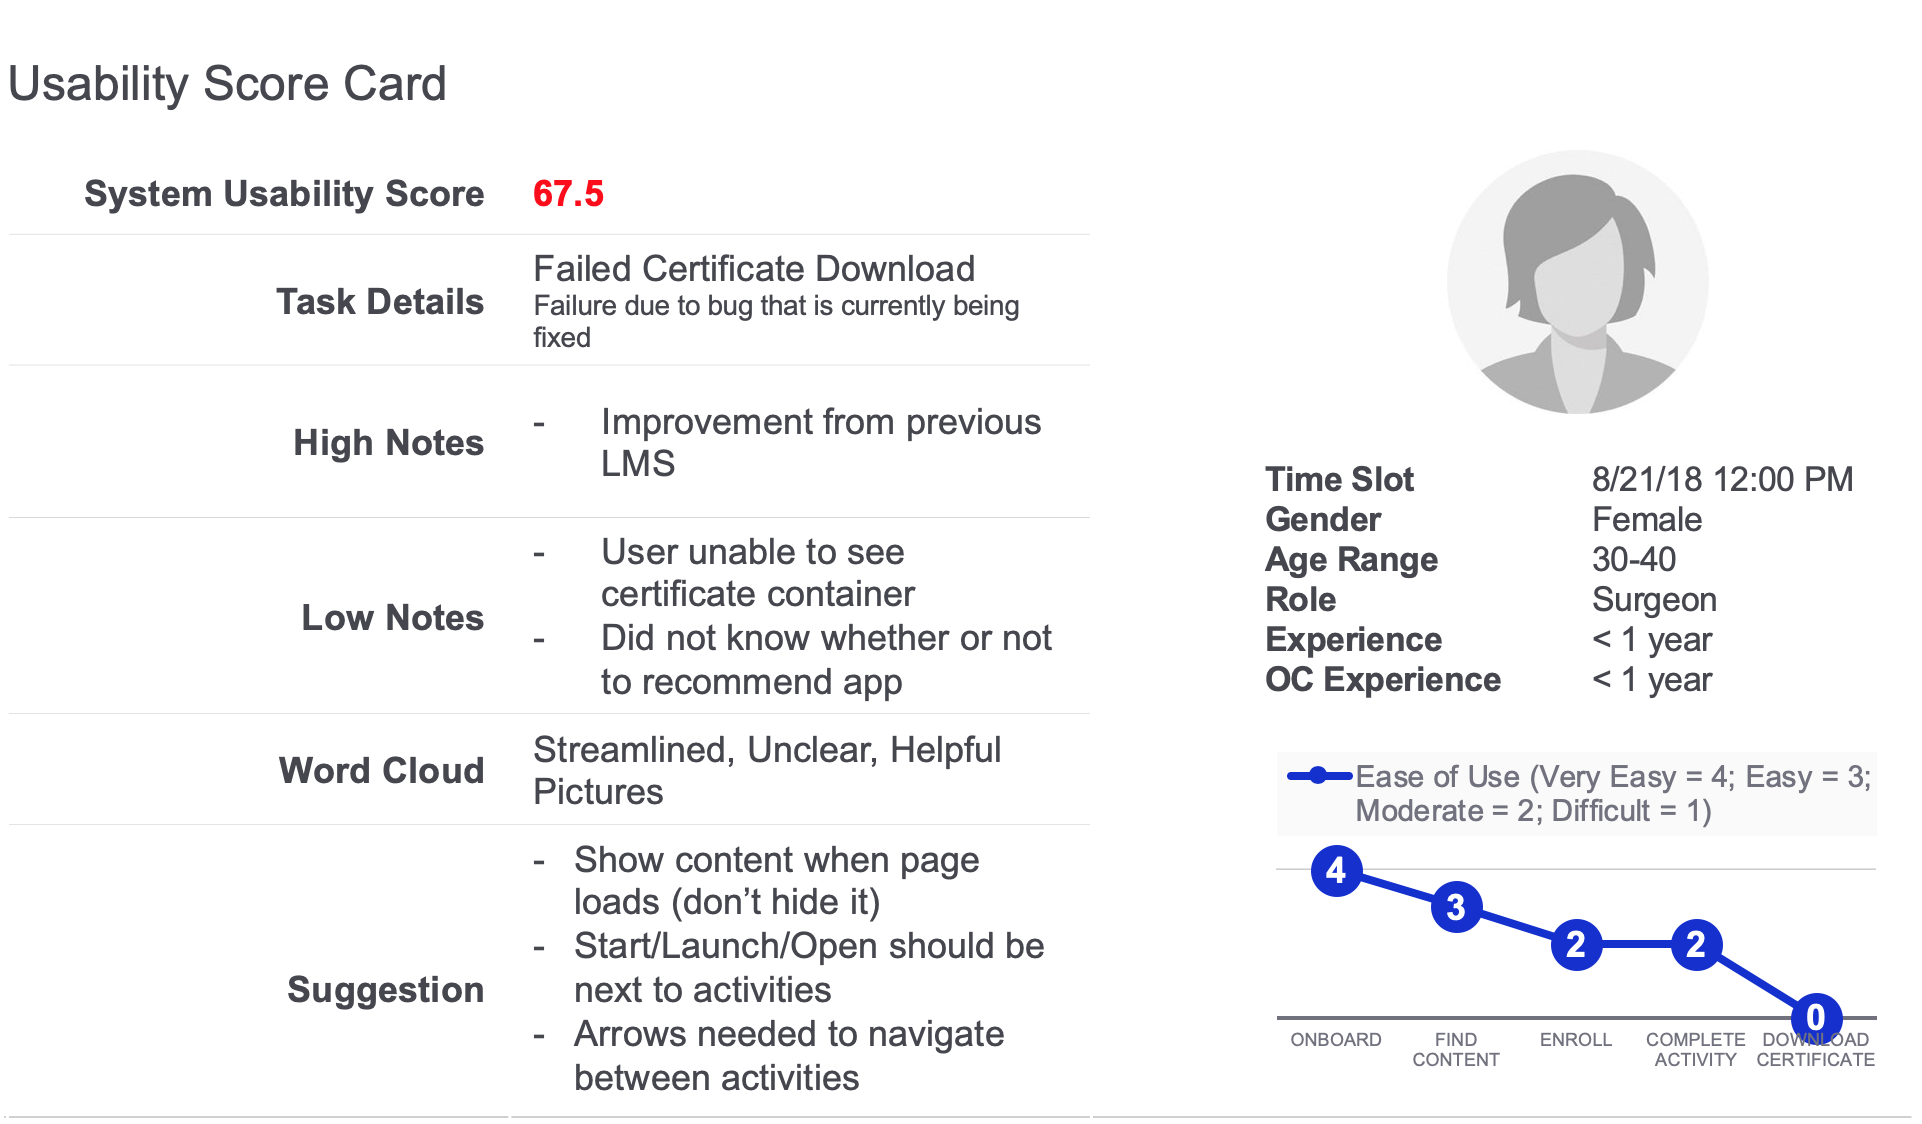 Usability Score Card
System Usability Score
67.5
Task Details
Failed Certificate Download
Failure due to bug that is currently being
fixed
High Notes
- Improvement from previous
LMS
Low Notes
- User unable to see
certificate container
- Did not know whether or not
to recommend app
Word Cloud
Streamlined, Unclear, Helpful
Pictures
Suggestion
- Show content when page
loads (don’t hide it)
- Start/Launch/Open should be
next to activities
- Arrows needed to navigate
between activities
Time Slot 8/21/18 12:00 PM
Gender Female
Age Range 30-40
Role Surgeon
Experience < 1 year
OC Experience < 1 year
Ease of Use (Very Easy = 4; Easy = 3;
Moderate = 2; Difficult = 1)
4
3
2
2
0
ONBOARD
FIND
CONTENT
ENROLL
COMPLETE
ACTIVITY
DOWNLOAD
CERTIFICATE